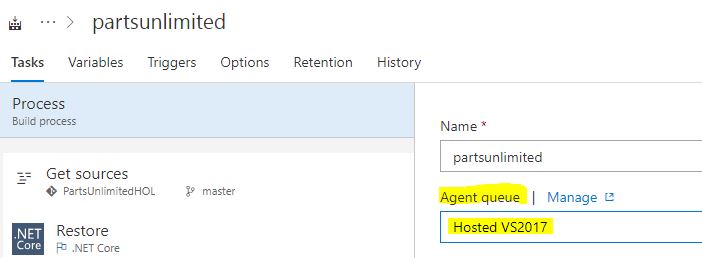 ... > partsunlimited
Tasks Variables Triggers Options Retention History
Process
Build process
Get sources
PartsUnlimitedHOL master
.NET
Core
Restore
.NET Core
Name *
partsunlimited
Agent queue | Manage
Hosted VS2017